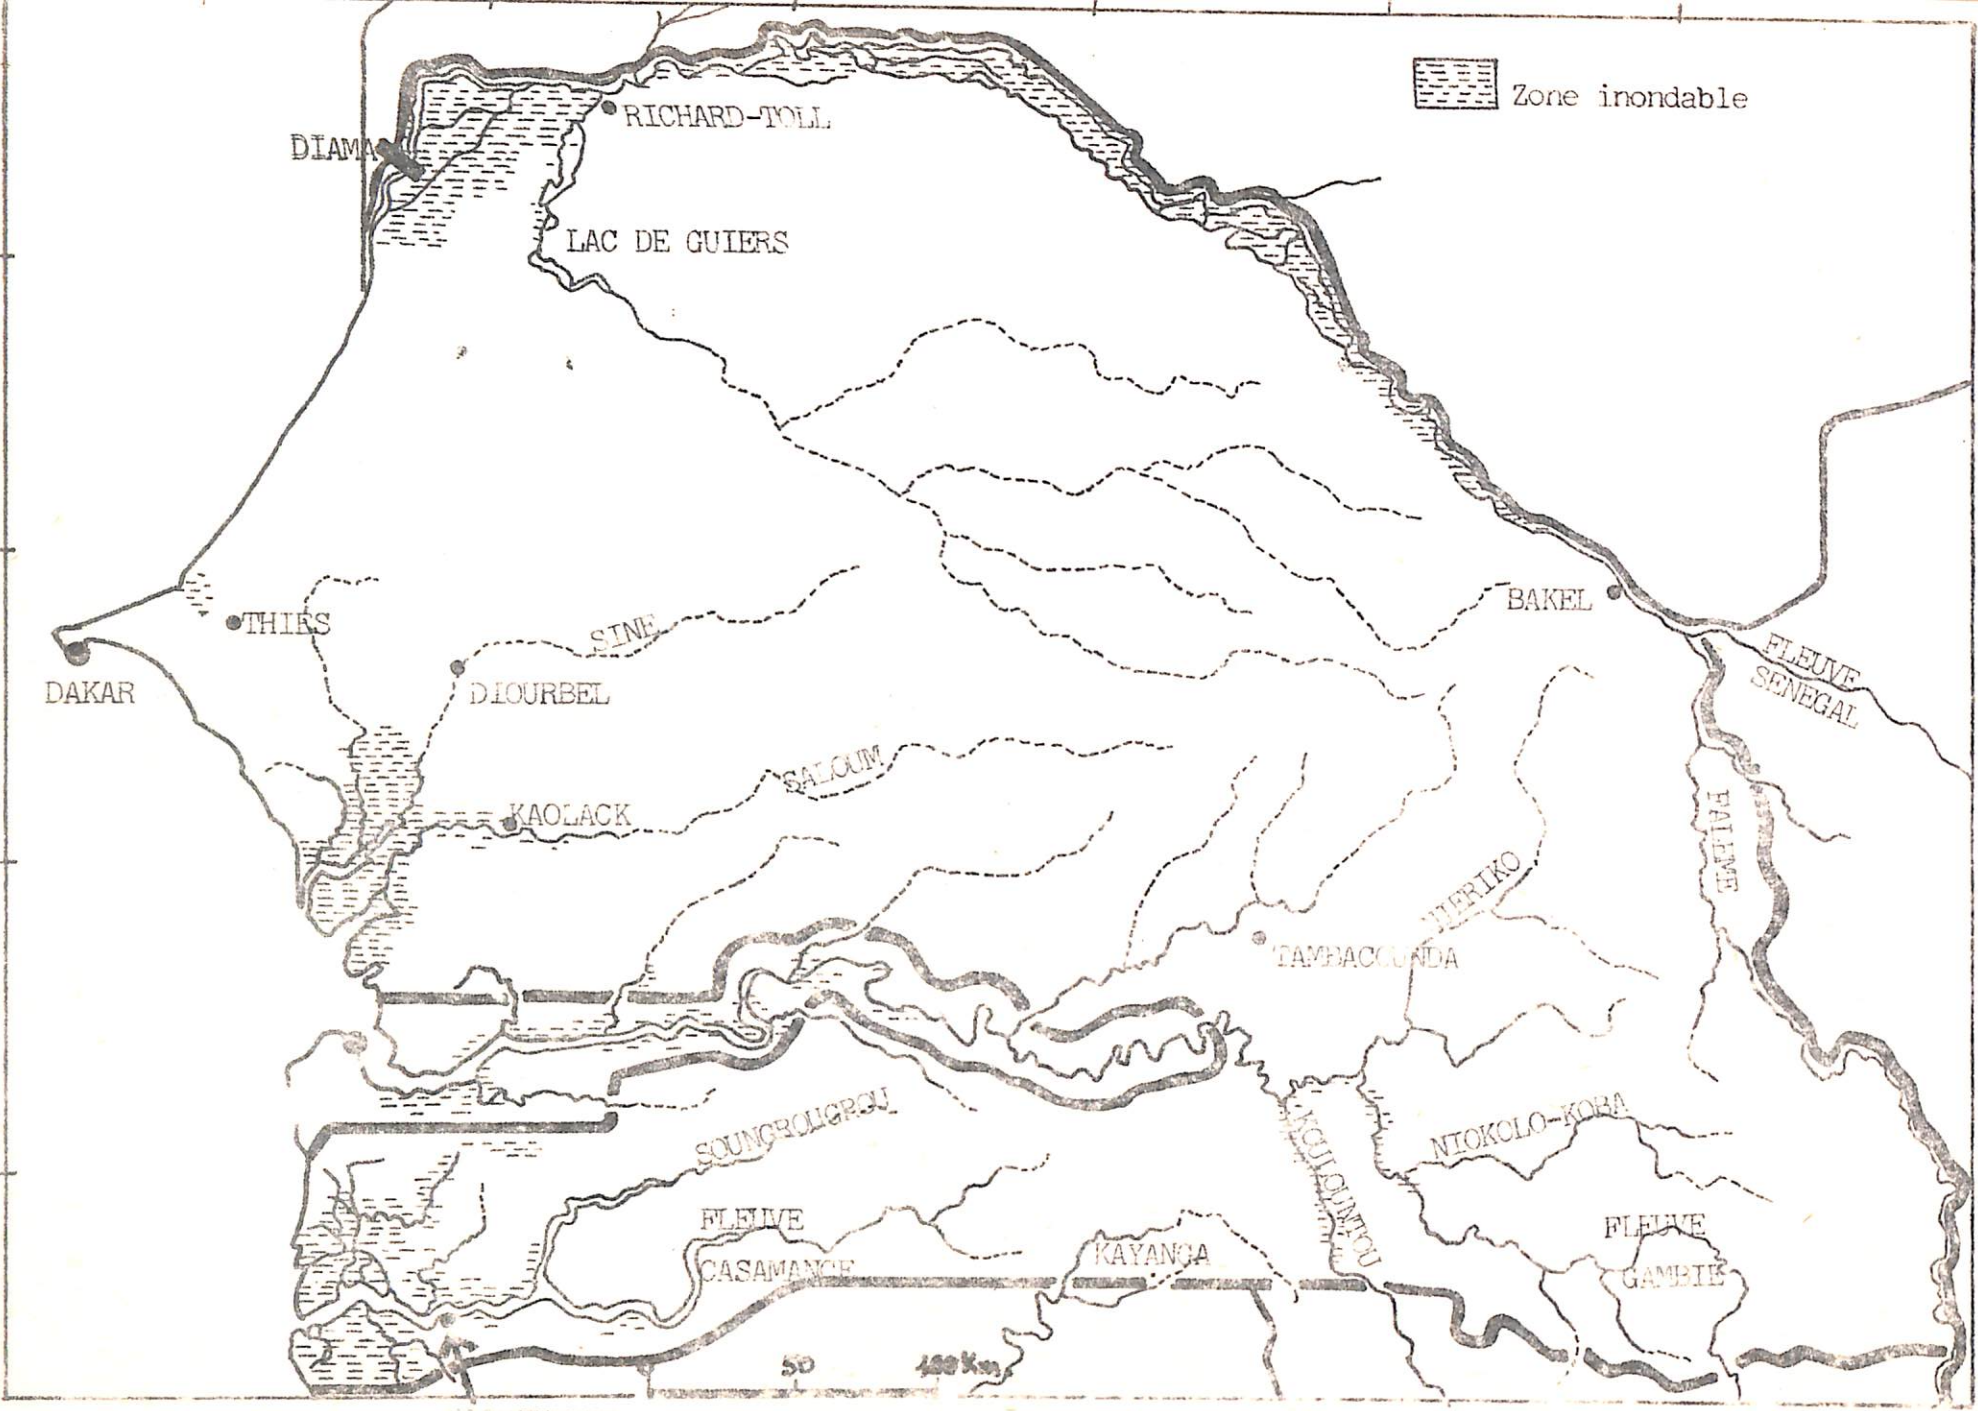 Zone inondable
RICHARD-TOLL
DIAMA
LAC DE GUIERS
BAKEL
THIES
SINE
FLEUVE
SENEGAL
DAKAR
DIOURBEL
SALOUM
KAOLACK
FALEME
TAMBACOUNDA
SOUNGROUGROU
NIOKOLO-KOBA
KOULOUNTOU
FLEUVE
CASAMANCE
KAYANGA
FLEUVE
GAMBIE
50
100Km